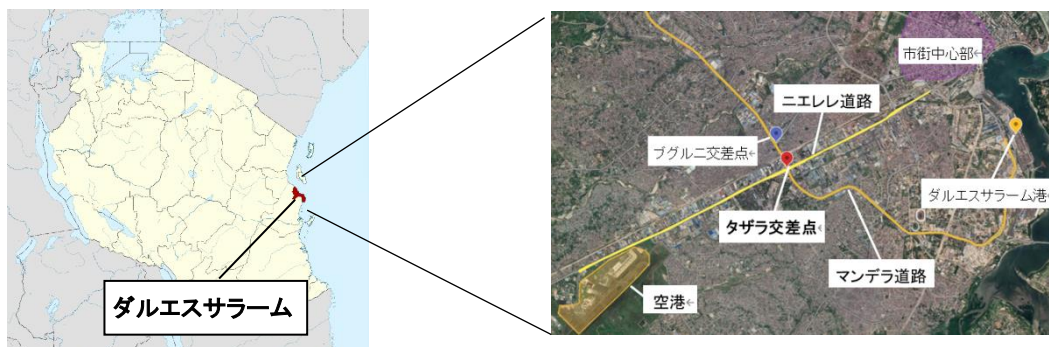 ダルエスサラーム
市街中心部
ニエレレ道路
ブグルニ交差点
ダルエスサラーム港
タザラ交差点
マンデラ道路
空港